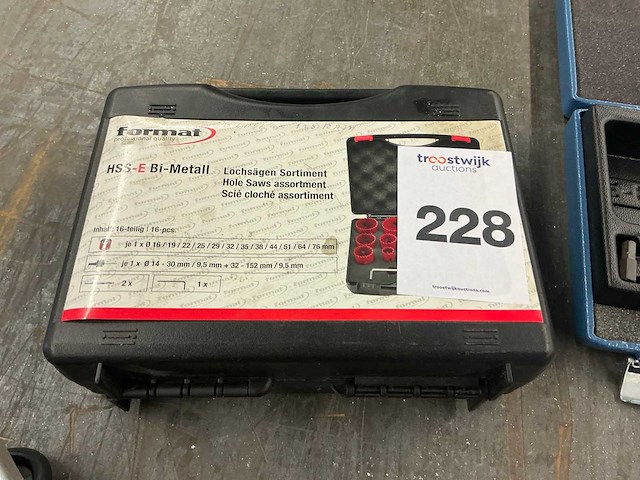 format
professional quality
HSS-E Bi-Metall
Lochsägen Sortiment
Hole Saws assortment
Scié cloché assortiment
Inhalt: 16-teilig | 16-pcs.
je 1 x Ø 16 / 19 / 22 / 25 / 29 / 32 / 35 / 38 / 44 / 51 / 64 / 76 mm
je 1 x Ø 14 - 30 mm / 9,5 mm + 32 - 152 mm / 9,5 mm
2 x
1 x
troostwijk
auctions
228
troostwijkauctions.com